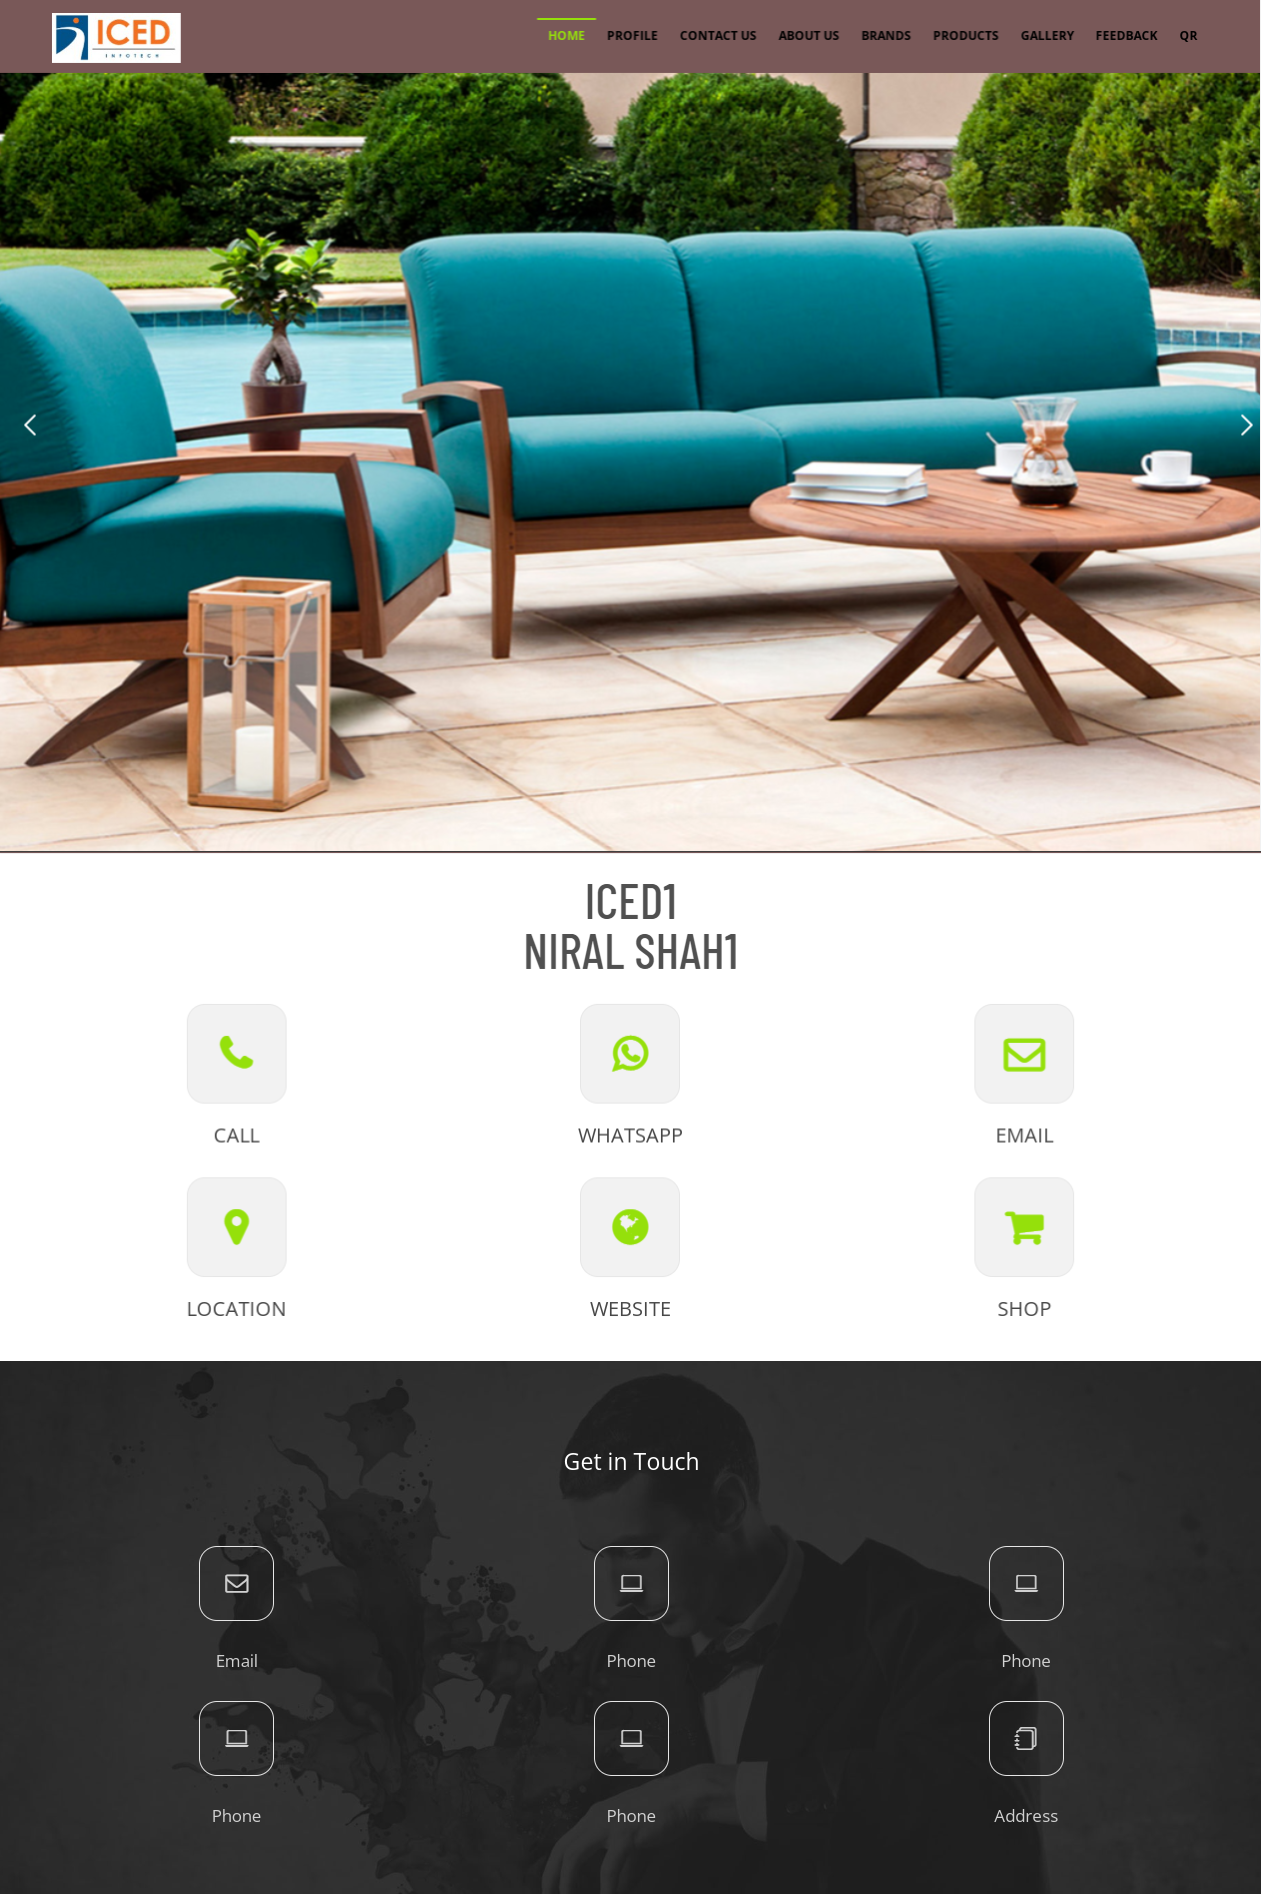 ICED
INFOTECH
HOME PROFILE CONTACT US ABOUT US BRANDS PRODUCTS GALLERY FEEDBACK QR
ICED1
NIRAL SHAH1
CALL WHATSAPP EMAIL
LOCATION WEBSITE SHOP
Get in Touch
Email Phone Phone
Phone Phone Address